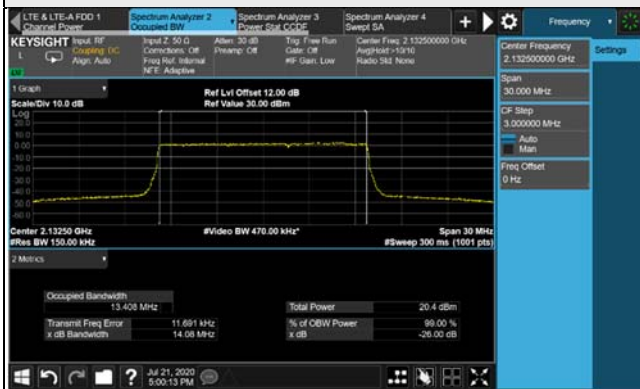 LTE & LTE-A FDD 1
Channel Power
Spectrum Analyzer 2
Occupied BW
Spectrum Analyzer 3
Power Stat CCDF
Spectrum Analyzer 4
Swept SA
Frequency
KEYSIGHT
L
Input: RF
Coupling: DC
Align: Auto
Input Z: 50 Ω
Corrections: Off
Freq Ref: Internal
NFE: Adaptive
Atten: 30 dB
Preamp: Off
Trig: Free Run
Gate: Off
#IF Gain: Low
Center Freq: 2.132500000 GHz
Avg|Hold:>10/10
Radio Std: None
Center Frequency
2.132500000 GHz
Settings
Span
30.000 MHz
CF Step
3.000000 MHz
Auto
Man
Freq Offset
0 Hz
1 Graph
Scale/Div 10.0 dB
Ref Lvl Offset 12.00 dB
Ref Value 30.00 dBm
Log
20.0
10.0
0.00
-10.0
-20.0
-30.0
-40.0
-50.0
-60.0
Center 2.13250 GHz
#Res BW 150.00 kHz
#Video BW 470.00 kHz*
Span 30 MHz
#Sweep 300 ms (1001 pts)
2 Metrics
Occupied Bandwidth
13.408 MHz
Total Power
20.4 dBm
Transmit Freq Error
11.691 kHz
% of OBW Power
99.00 %
x dB Bandwidth
14.08 MHz
x dB
-26.00 dB
Jul 21, 2020
5:00:13 PM